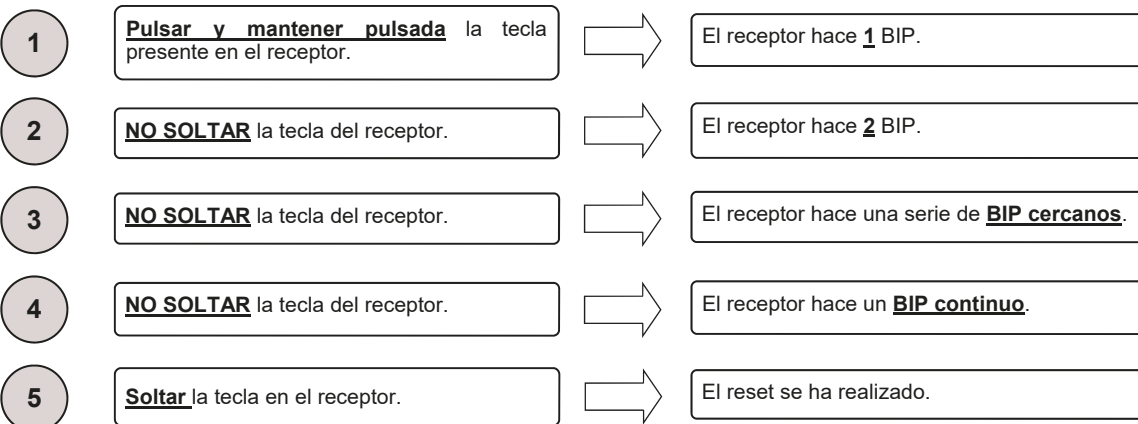 1
Pulsar y mantener pulsada la tecla
presente en el receptor.
El receptor hace 1 BIP.
2
NO SOLTAR la tecla del receptor.
El receptor hace 2 BIP.
3
NO SOLTAR la tecla del receptor.
El receptor hace una serie de BIP cercanos.
4
NO SOLTAR la tecla del receptor.
El receptor hace un BIP continuo.
5
Soltar la tecla en el receptor.
El reset se ha realizado.